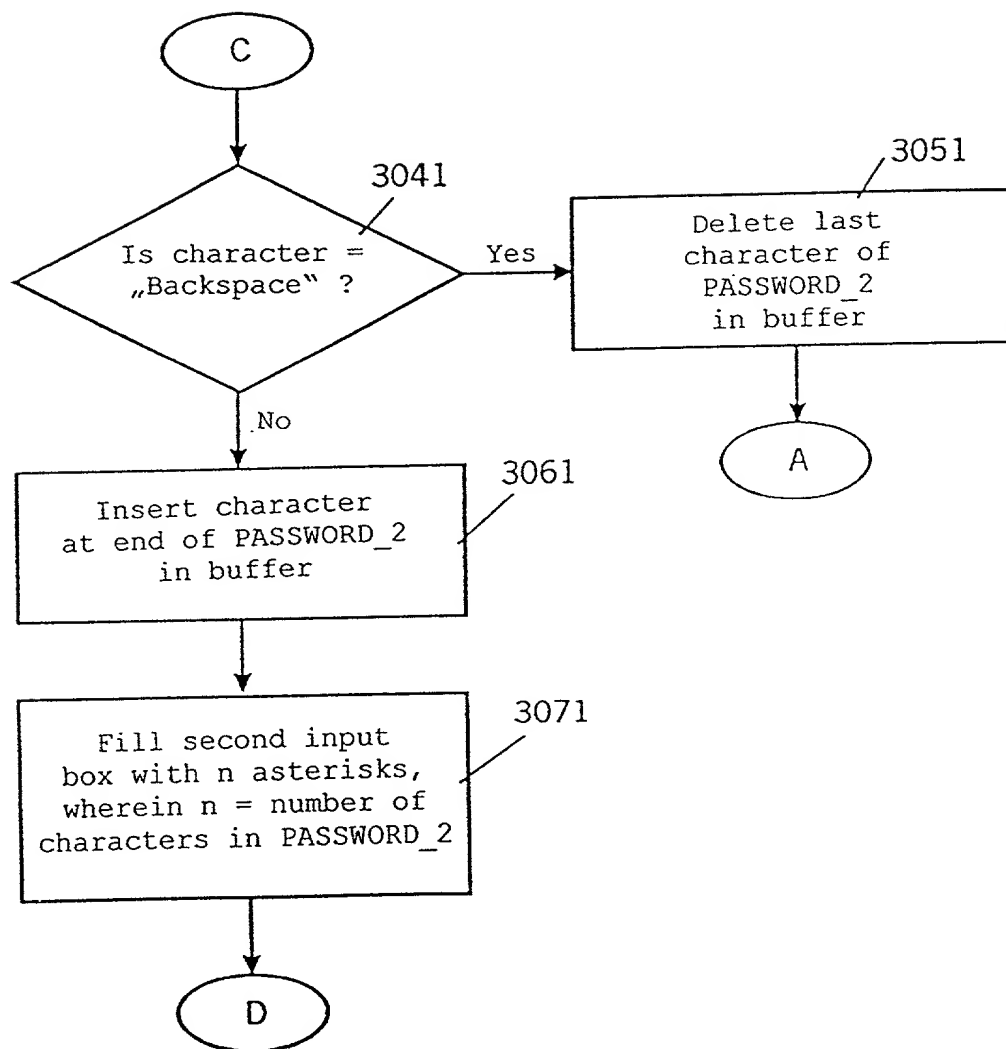 C
3041
Is character =
„Backspace“ ?
Yes
3051
Delete last
character of
PASSWORD_2
in buffer
A
No
3061
Insert character
at end of PASSWORD_2
in buffer
3071
Fill second input
box with n asterisks,
wherein n = number of
characters in PASSWORD_2
D